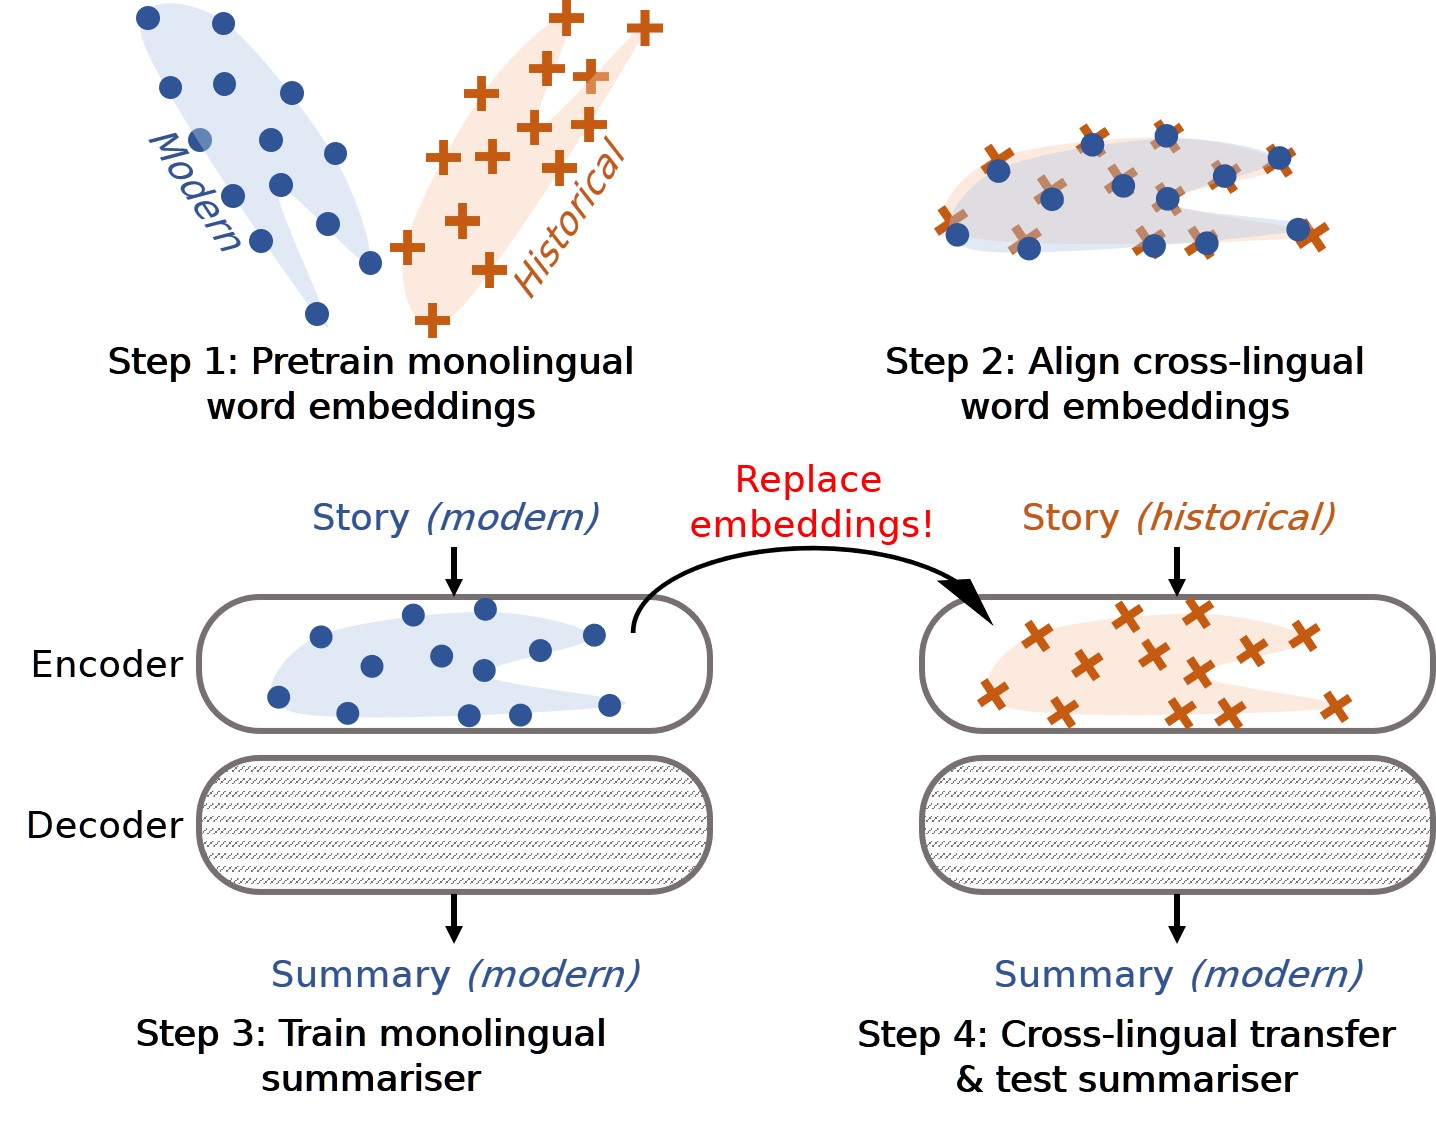 Modern
Historical
Step 1: Pretrain monolingual
word embeddings
Step 2: Align cross-lingual
word embeddings
Replace
embeddings!
Story (modern)
Story (historical)
Encoder
Decoder
Summary (modern)
Summary (modern)
Step 3: Train monolingual
summariser
Step 4: Cross-lingual transfer
& test summariser